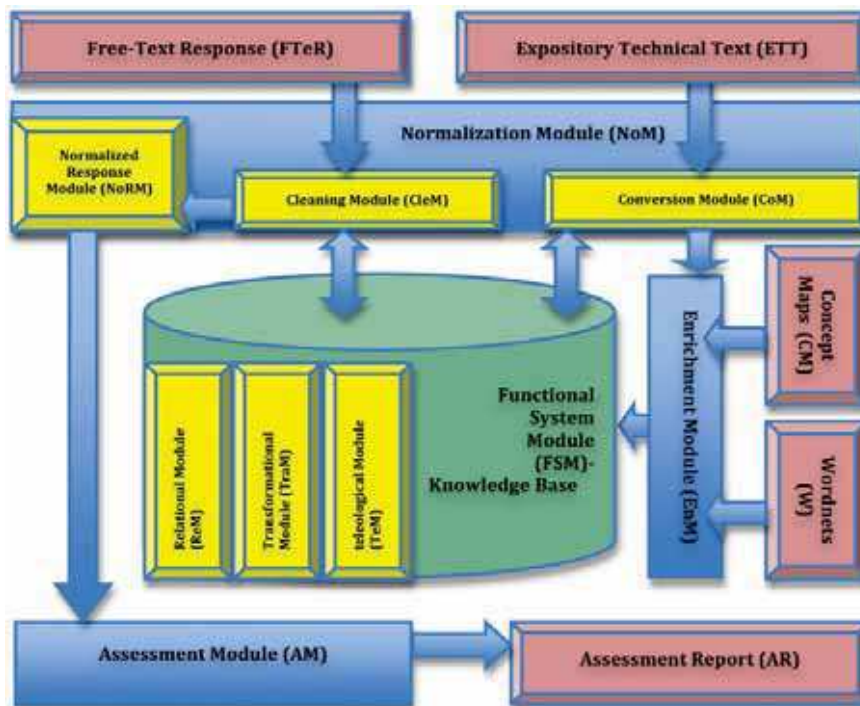 Free-Text Response (FTeR)
Expository Technical Text (ETT)
Normalization Module (NoM)
Normalized
Response
Module (NoRM)
Cleaning Module (CleM)
Conversion Module (CoM)
Concept
Maps (CM)
Enrichment Module (EnM)
Functional
System
Module
(FSM)-
Knowledge Base
Relational Module
(ReM)
Transformational
Module (TraM)
teleological Module
(TeM)
Wordnets
(W)
Assessment Module (AM)
Assessment Report (AR)